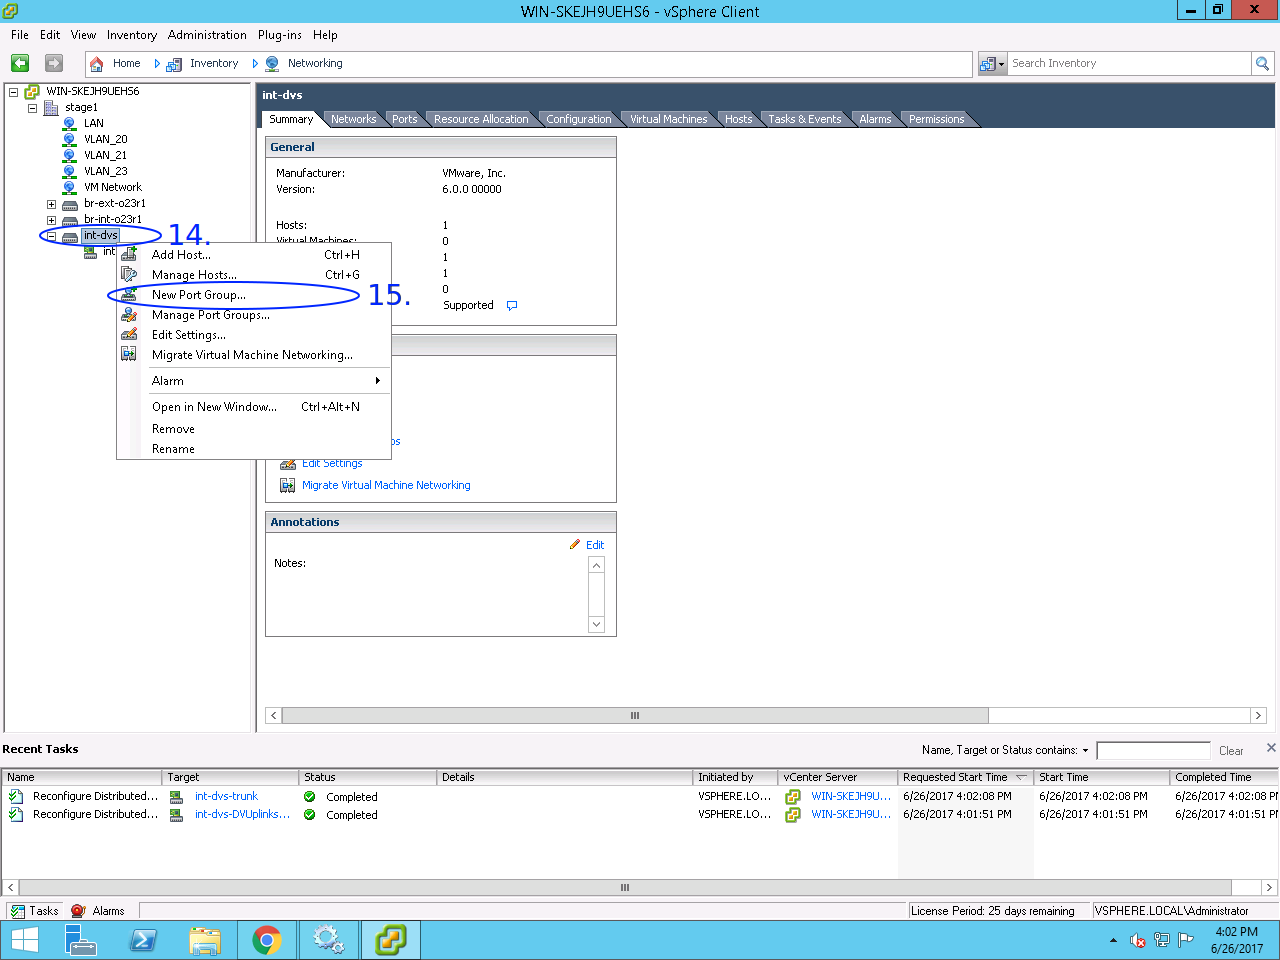 WIN-SKEJH9UEHS6 - vSphere Client
File Edit View Inventory Administration Plug-ins Help
Home Inventory Networking Search Inventory
WIN-SKEJH9UEHS6
stage1
LAN
VLAN_20
VLAN_21
VLAN_23
VM Network
br-ext-o23r1
br-int-o23r1
int-dvs 14.
int
Add Host... Ctrl+H
Manage Hosts... Ctrl+G
New Port Group... 15.
Manage Port Groups...
Edit Settings...
Migrate Virtual Machine Networking...
Alarm
Open in New Window... Ctrl+Alt+N
Remove
Rename
int-dvs
Summary Networks Ports Resource Allocation Configuration Virtual Machines Hosts Tasks & Events Alarms Permissions
General
Manufacturer: VMware, Inc.
Version: 6.0.0 00000
Hosts: 1
Virtual Machines: 0
1
1
0
Supported
os
Edit Settings
Migrate Virtual Machine Networking
Annotations
Edit
Notes:
Recent Tasks
Name, Target or Status contains: Clear
Name Target Status Details Initiated by vCenter Server Requested Start Time Start Time Completed Time
Reconfigure Distributed... int-dvs-trunk Completed VSPHERE.LO... WIN-SKEJH9U... 6/26/2017 4:02:08 PM 6/26/2017 4:02:08 PM 6/26/2017 4:02:08 PM
Reconfigure Distributed... int-dvs-DVUplinks... Completed VSPHERE.LO... WIN-SKEJH9U... 6/26/2017 4:01:51 PM 6/26/2017 4:01:51 PM 6/26/2017 4:01:51 PM
Tasks Alarms License Period: 25 days remaining VSPHERE.LOCAL\Administrator
4:02 PM
6/26/2017